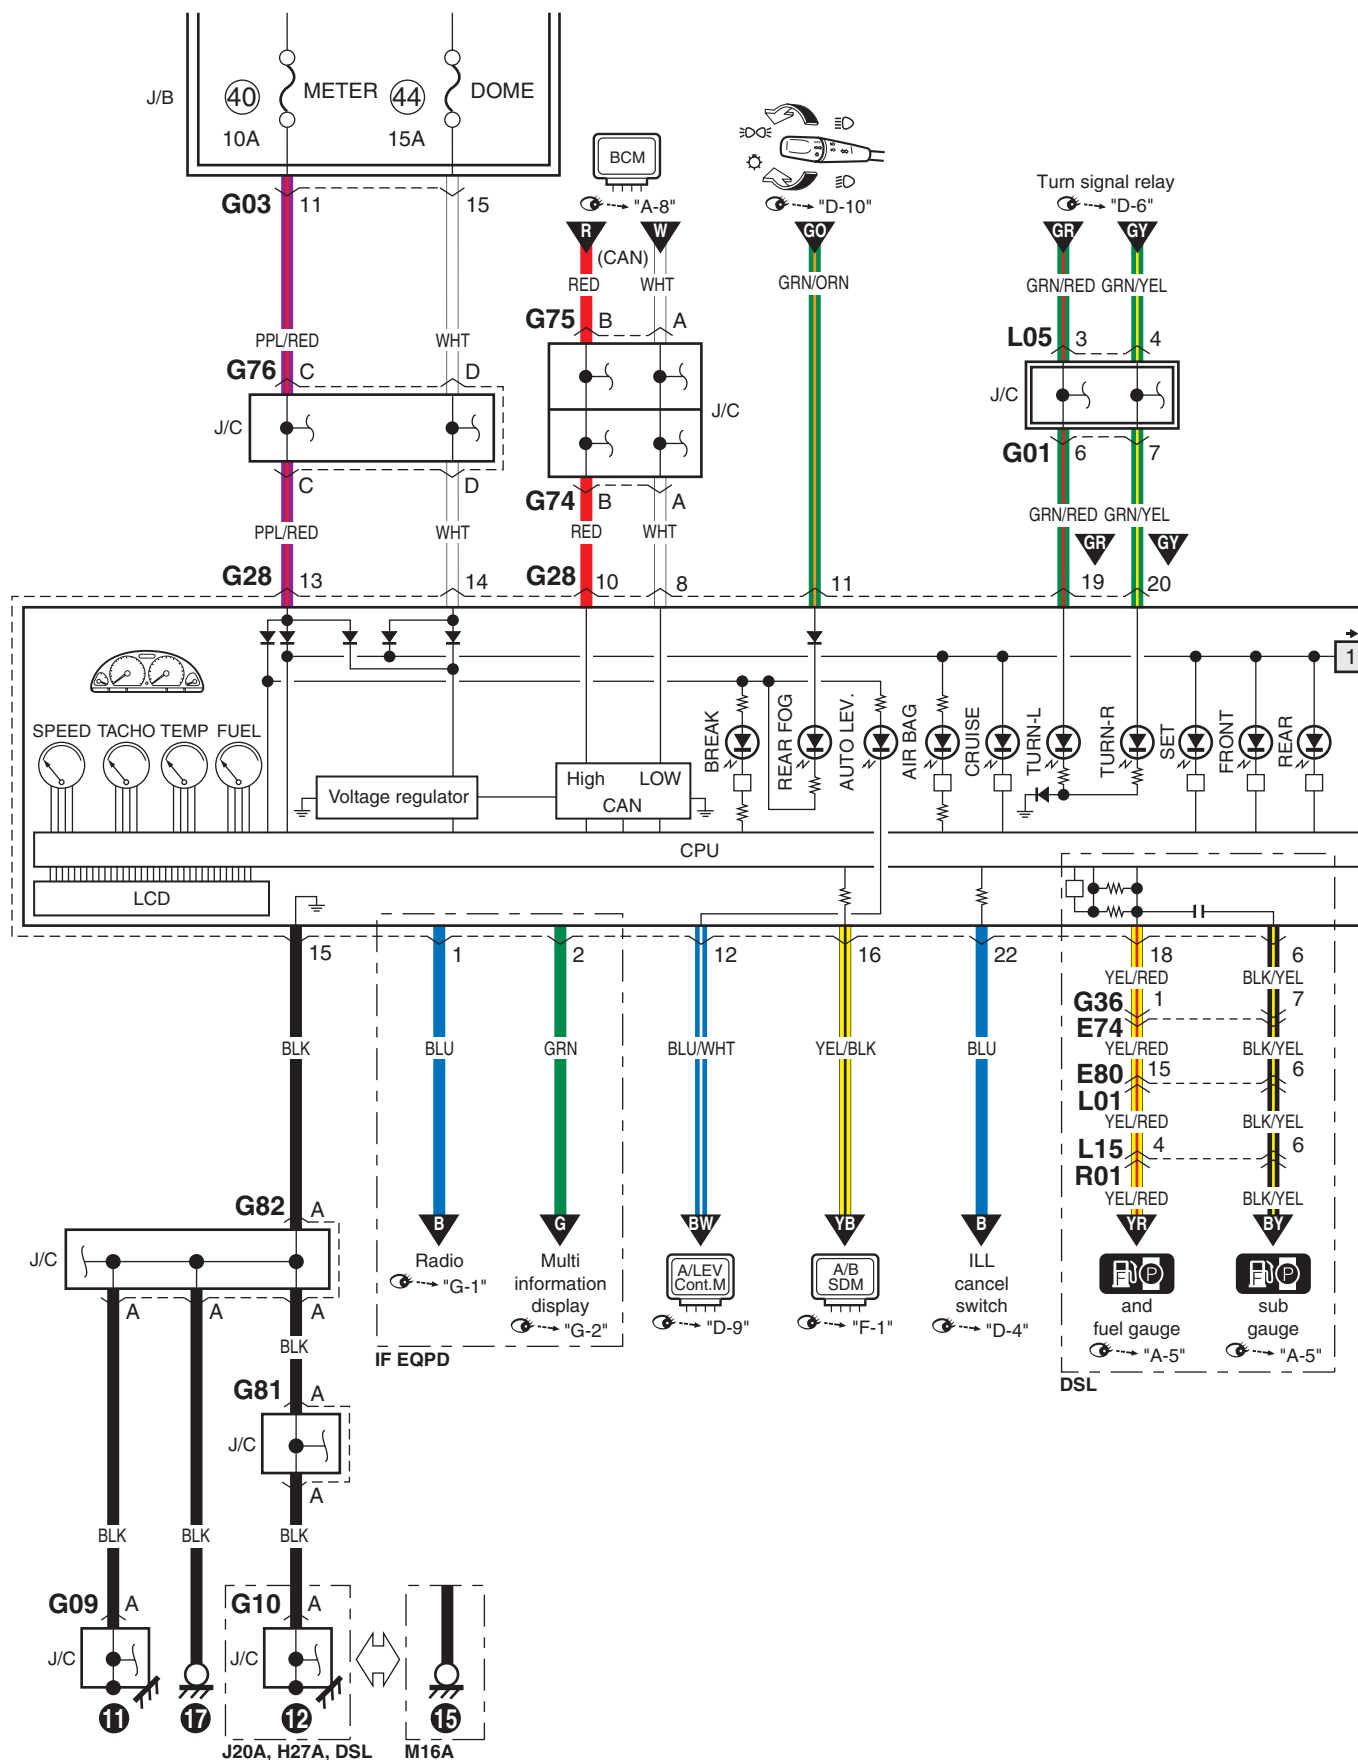 J/B
40
METER
10A
44
DOME
15A
BCM
"A-8"
"D-10"
Turn signal relay
"D-6"
G03
11
15
R
W
(CAN)
GO
GR
GY
RED
WHT
GRN/ORN
GRN/RED
GRN/YEL
PPL/RED
WHT
G75
B
A
L05
3
4
G76
C
D
J/C
J/C
J/C
C
D
G74
B
A
G01
6
7
PPL/RED
WHT
RED
WHT
GRN/RED
GRN/YEL
GR
GY
G28
13
14
G28
10
8
11
19
20
1
SPEED
TACHO
TEMP
FUEL
BREAK
REAR FOG
AUTO LEV.
AIR BAG
CRUISE
TURN-L
TURN-R
SET
FRONT
REAR
Voltage regulator
High
LOW
CAN
CPU
LCD
15
1
2
12
16
22
18
6
YEL/RED
BLK/YEL
G36
1
7
E74
BLK
BLU
GRN
BLU/WHT
YEL/BLK
BLU
YEL/RED
BLK/YEL
E80
15
6
L01
YEL/RED
BLK/YEL
L15
4
6
R01
YEL/RED
BLK/YEL
G82
A
J/C
B
G
BW
YB
B
YR
BY
Radio
"G-1"
Multi
information
display
"G-2"
A/LEV
Cont.M
"D-9"
A/B
SDM
"F-1"
ILL
cancel
switch
"D-4"
F
P
and
fuel gauge
"A-5"
F
P
sub
gauge
"A-5"
A
A
A
BLK
IF EQPD
DSL
G81
A
J/C
A
BLK
BLK
BLK
G09
A
J/C
G10
A
J/C
11
17
12
15
J20A, H27A, DSL
M16A